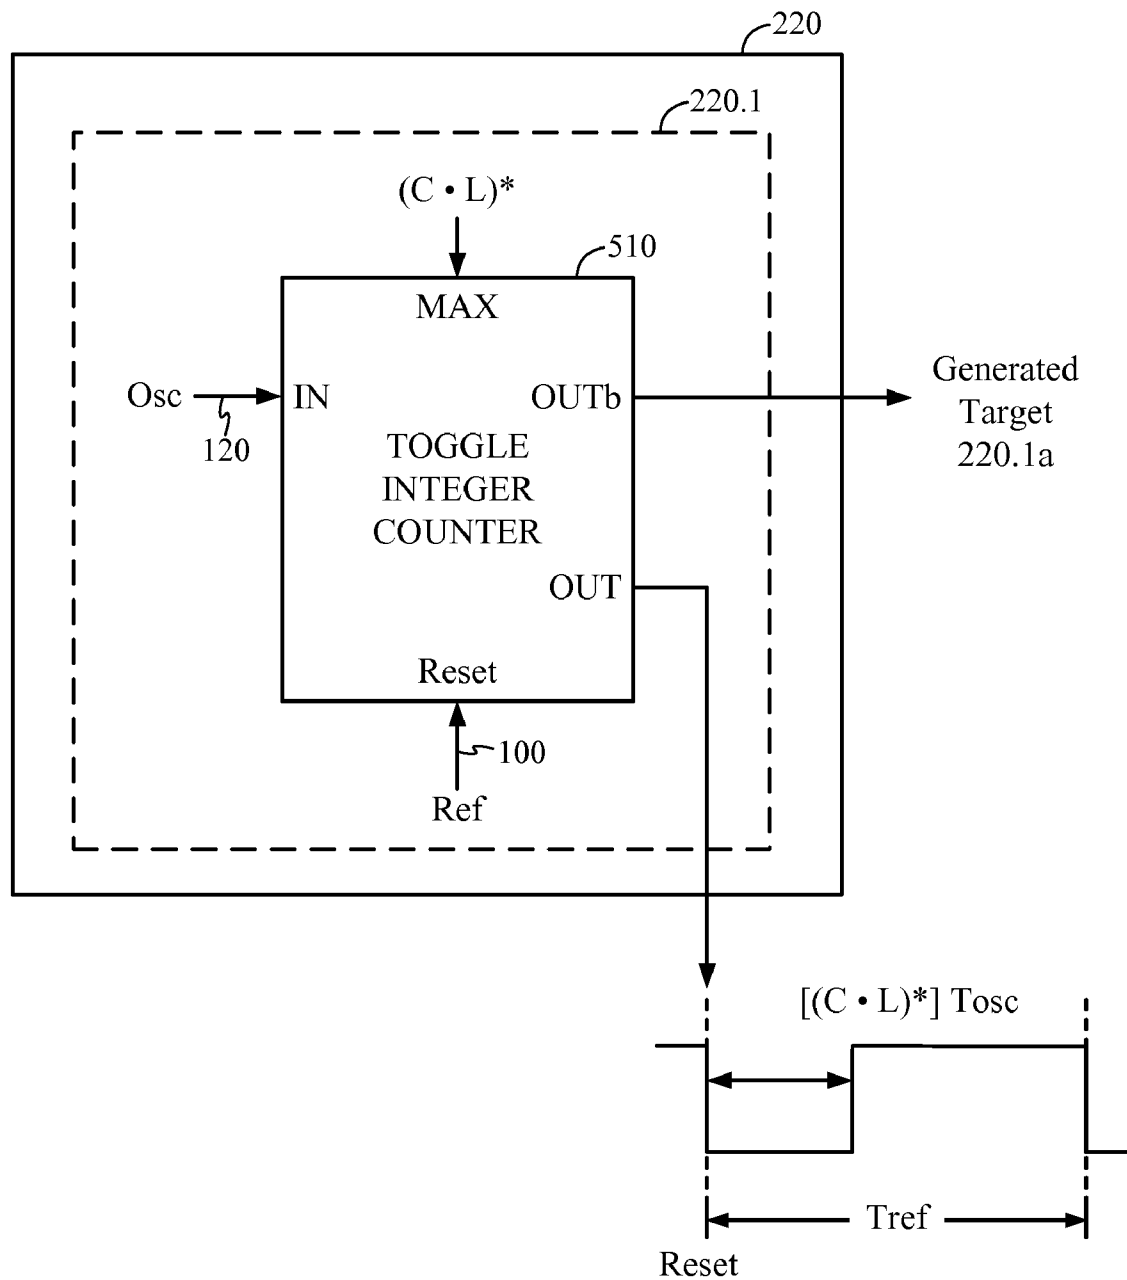 220
220.1
(C • L)*
510
MAX
Osc
IN
OUTb
Generated
Target
220.1a
120
TOGGLE
INTEGER
COUNTER
OUT
Reset
100
Ref
[(C • L)*] Tosc
Tref
Reset